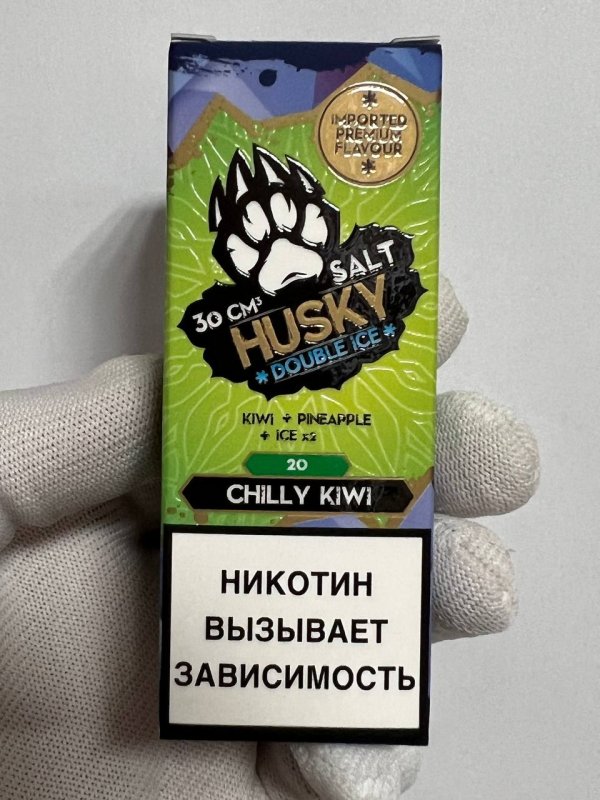 IMPORTED
PREMIUM
FLAVOUR
SALT
30 CM³
HUSKY
* DOUBLE ICE *
KIWI + PINEAPPLE
+ ICE x2
20
CHILLY KIWI
НИКОТИН
ВЫЗЫВАЕТ
ЗАВИСИМОСТЬ